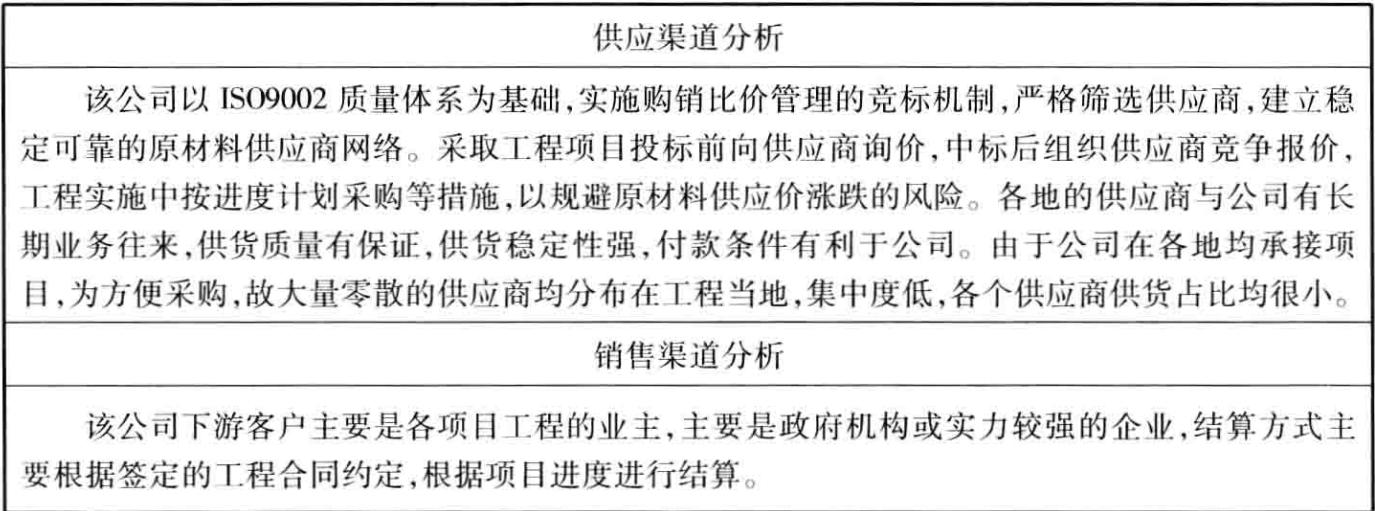 供应渠道分析
该公司以 ISO9002 质量体系为基础,实施购销比价管理的竞标机制,严格筛选供应商,建立稳
定可靠的原材料供应商网络。采取工程项目投标前向供应商询价,中标后组织供应商竞争报价,
工程实施中按进度计划采购等措施,以规避原材料供应价涨跌的风险。各地的供应商与公司有长
期业务往来,供货质量有保证,供货稳定性强,付款条件有利于公司。由于公司在各地均承接项
目,为方便采购,故大量零散的供应商均分布在工程当地,集中度低,各个供应商供货占比均很小。
销售渠道分析
该公司下游客户主要是各项目工程的业主,主要是政府机构或实力较强的企业,结算方式主
要根据签定的工程合同约定,根据项目进度进行结算。